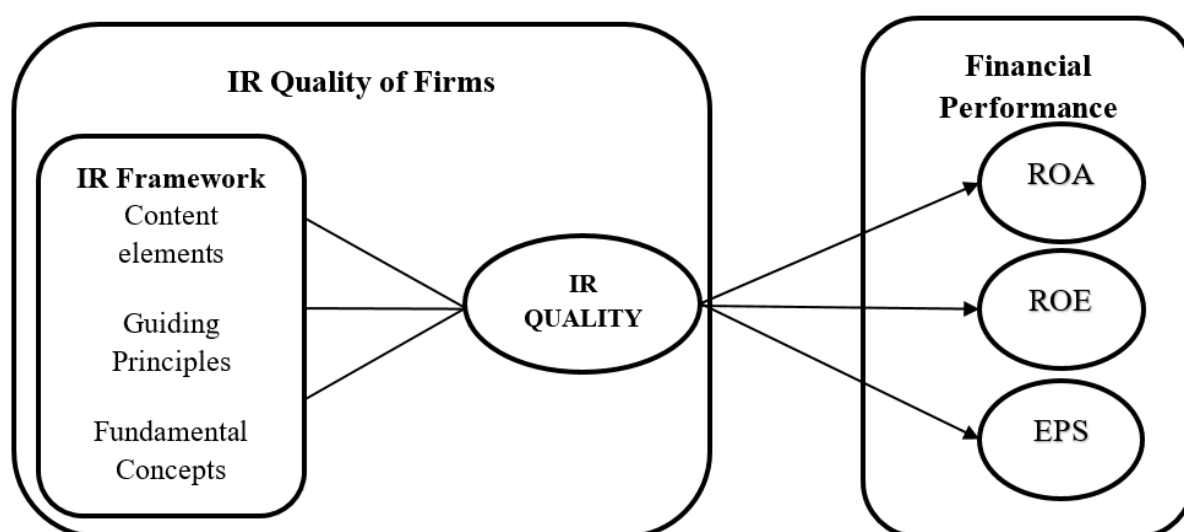 IR Quality of Firms
IR Framework
Content
elements
Guiding
Principles
Fundamental
Concepts
IR
QUALITY
Financial
Performance
ROA
ROE
EPS